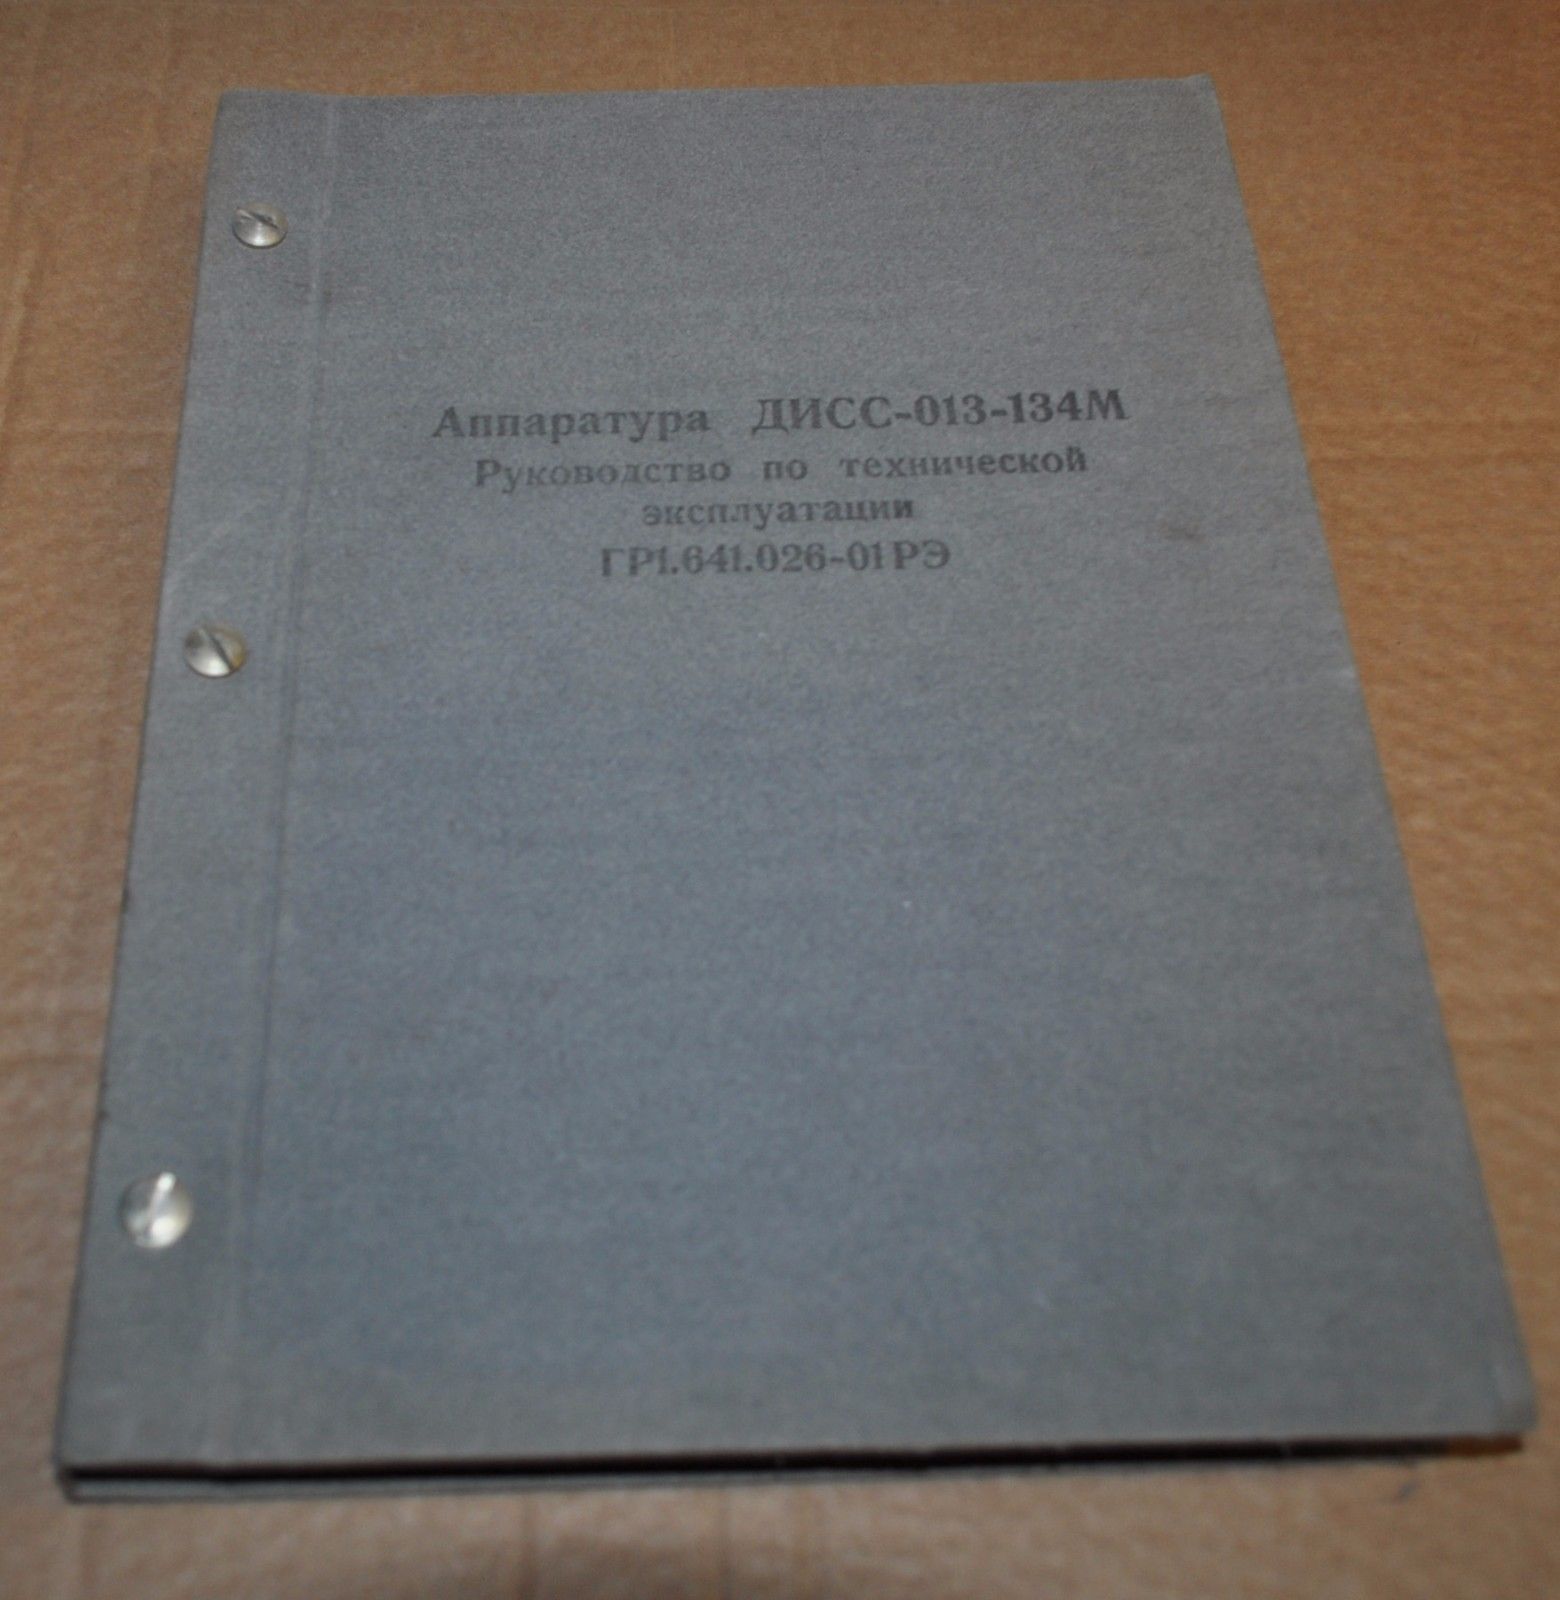 Аппаратура ДИСС-013-134М
Руководство по технической
эксплуатации
ГР1.641.026-01РЭ